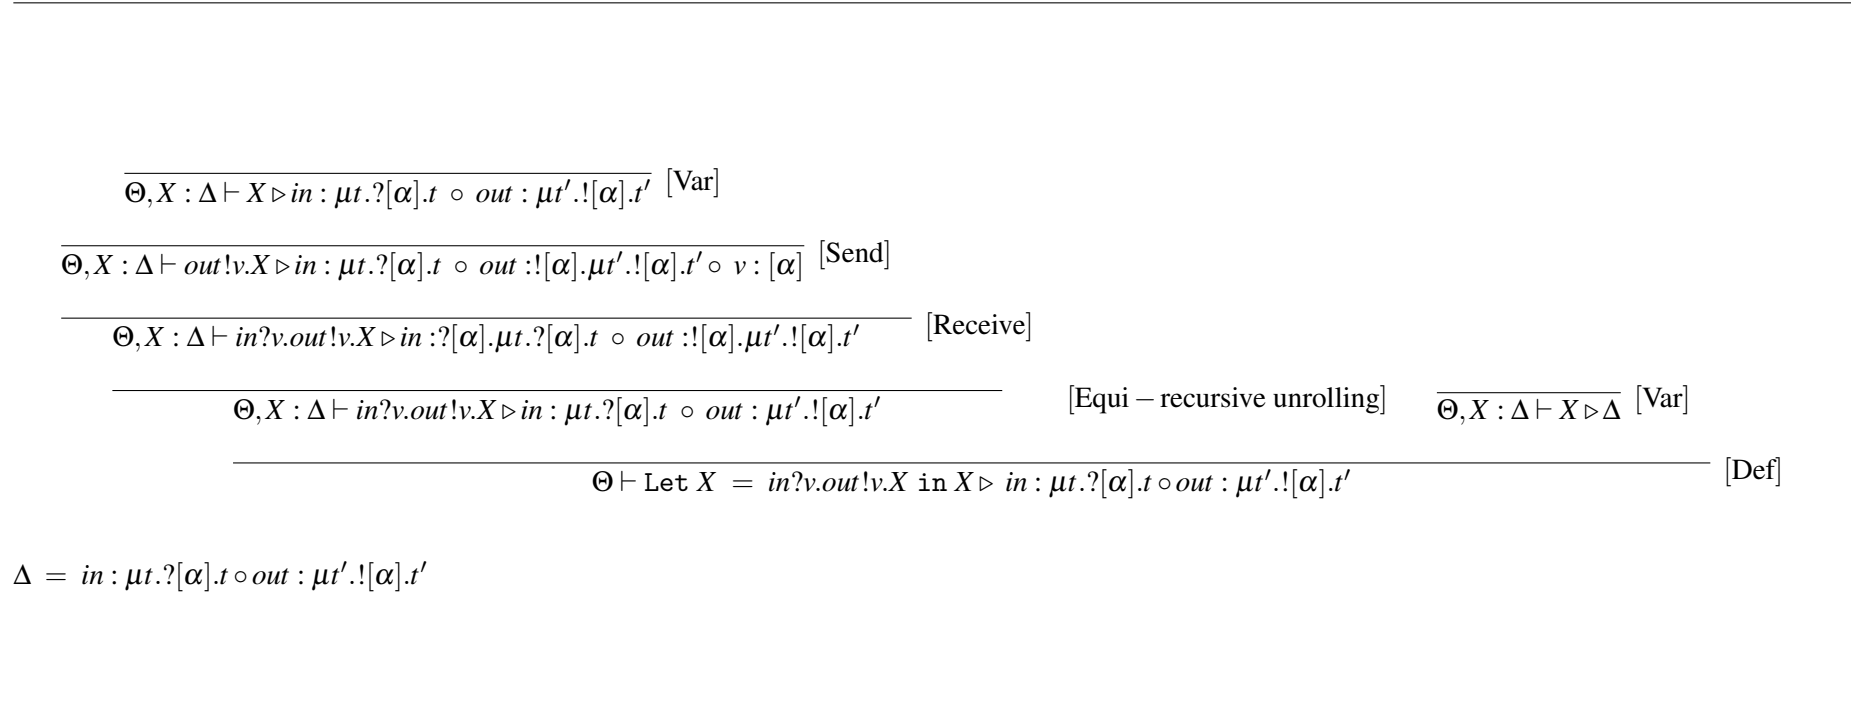 Θ, X : Δ ⊢ X ▹ in : μt.?[α].t ∘ out : μt′.![α].t′ [Var]
Θ, X : Δ ⊢ out!v.X ▹ in : μt.?[α].t ∘ out :![α].μt′.![α].t′ ∘ v : [α] [Send]
Θ, X : Δ ⊢ in?v.out!v.X ▹ in :?[α].μt.?[α].t ∘ out :![α].μt′.![α].t′ [Receive]
Θ, X : Δ ⊢ in?v.out!v.X ▹ in : μt.?[α].t ∘ out : μt′.![α].t′ [Equi − recursive unrolling] Θ, X : Δ ⊢ X ▹ Δ [Var]
Θ ⊢ Let X = in?v.out!v.X in X ▹ in : μt.?[α].t ∘ out : μt′.![α].t′ [Def]
Δ = in : μt.?[α].t ∘ out : μt′.![α].t′